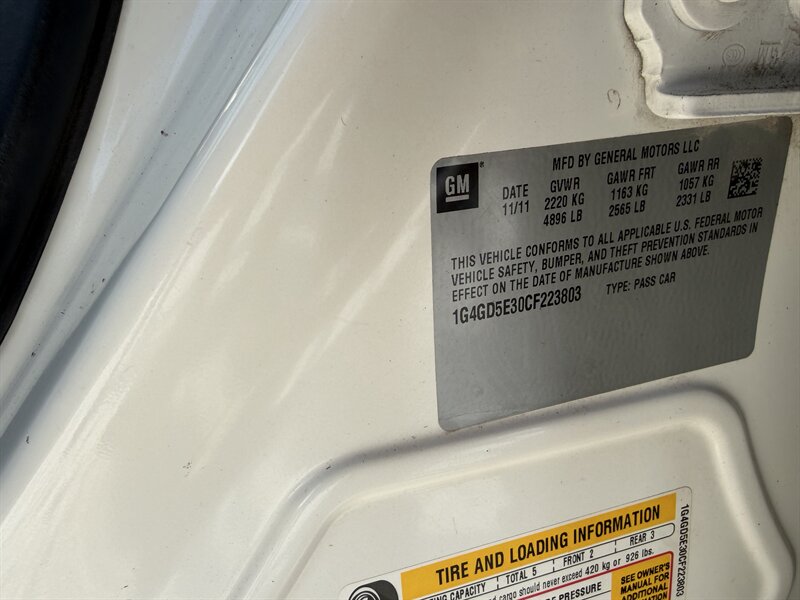 MFD BY GENERAL MOTORS LLC
GM
DATE GVWR GAWR FRT GAWR RR
11/11 2220 KG 1163 KG 1057 KG
4896 LB 2565 LB 2331 LB
THIS VEHICLE CONFORMS TO ALL APPLICABLE U.S. FEDERAL MOTOR
VEHICLE SAFETY, BUMPER, AND THEFT PREVENTION STANDARDS IN
EFFECT ON THE DATE OF MANUFACTURE SHOWN ABOVE.
1G4GD5E30CF223803 TYPE: PASS CAR
TIRE AND LOADING INFORMATION
CAPACITY TOTAL 5 FRONT 2 REAR 3
cargo should never exceed 420 kg or 926 lbs.
PRESSURE
SEE OWNER'S
MANUAL FOR
ADDITIONAL
1G4GD5E30CF223803